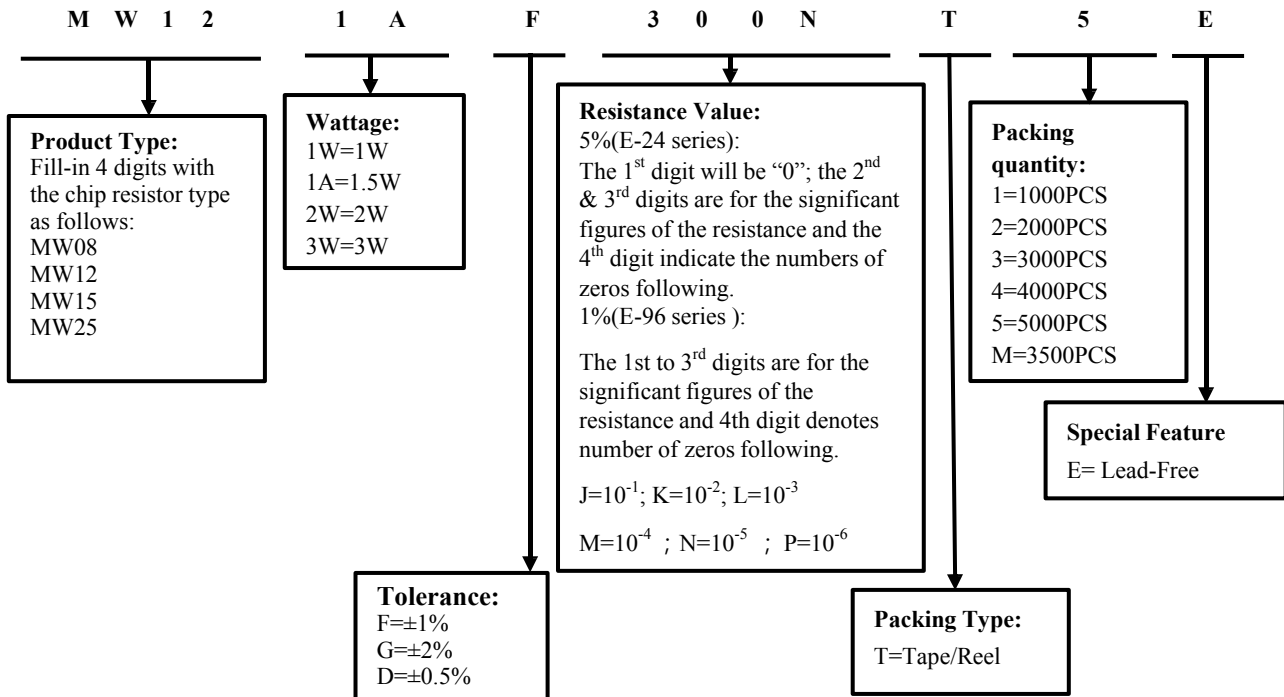 M W 1 2 1 A F 3 0 0 N T 5 E
Product Type:
Fill-in 4 digits with
the chip resistor type
as follows:
MW08
MW12
MW15
MW25
Wattage:
1W=1W
1A=1.5W
2W=2W
3W=3W
Tolerance:
F=±1%
G=±2%
D=±0.5%
Resistance Value:
5%(E-24 series):
The 1st digit will be “0”; the 2nd
& 3rd digits are for the significant
figures of the resistance and the
4th digit indicate the numbers of
zeros following.
1%(E-96 series ):
The 1st to 3rd digits are for the
significant figures of the
resistance and 4th digit denotes
number of zeros following.
J=10⁻¹; K=10⁻²; L=10⁻³
M=10⁻⁴ ; N=10⁻⁵ ; P=10⁻⁶
Packing Type:
T=Tape/Reel
Packing
quantity:
1=1000PCS
2=2000PCS
3=3000PCS
4=4000PCS
5=5000PCS
M=3500PCS
Special Feature
E= Lead-Free